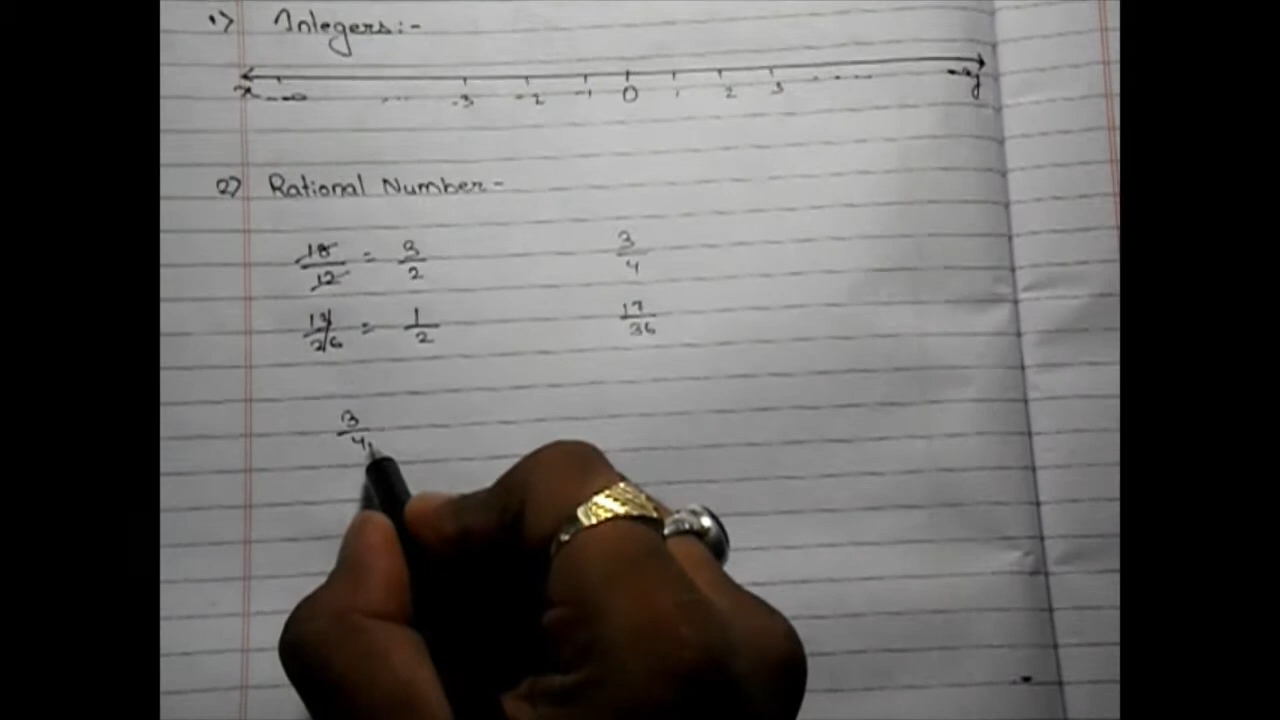 1) Integers:-
-3 -2 -1 0 1 2 3 ......
2) Rational Number-
18/12 = 3/2 3/4
13/26 = 1/2 17/36
3/4